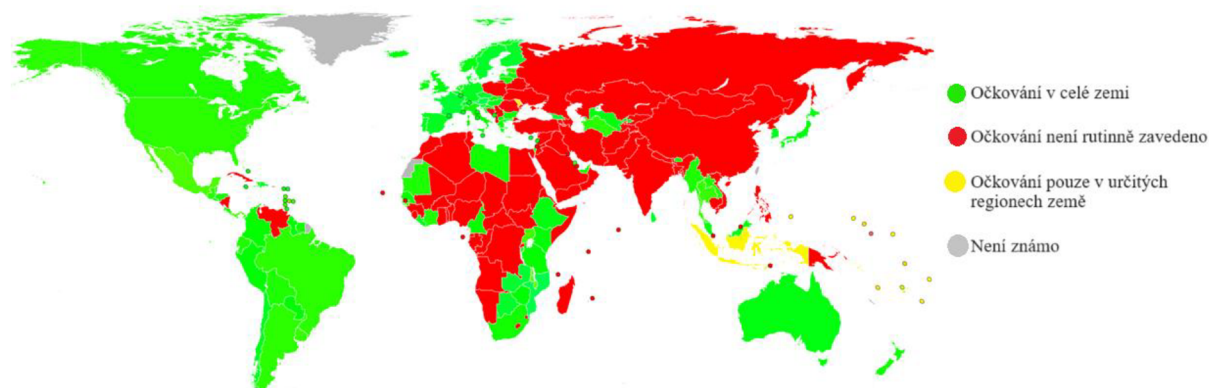 Očkování v celé zemi
Očkování není rutinně zavedeno
Očkování pouze v určitých
regionech země
Není známo